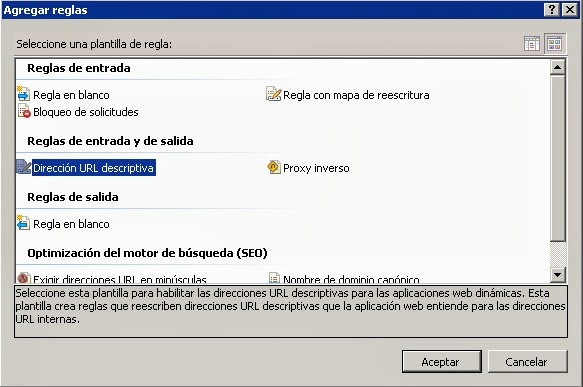 Agregar reglas
Seleccione una plantilla de regla:
Reglas de entrada
Regla en blanco
Regla con mapa de reescritura
Bloqueo de solicitudes
Reglas de entrada y de salida
Dirección URL descriptiva
Proxy inverso
Reglas de salida
Regla en blanco
Optimización del motor de búsqueda (SEO)
Exigir direcciones URL en minúsculas
Nombre de dominio canónico
Seleccione esta plantilla para habilitar las direcciones URL descriptivas para las aplicaciones web dinámicas. Esta
plantilla crea reglas que reescriben direcciones URL descriptivas que la aplicación web entiende para las direcciones
URL internas.
Aceptar
Cancelar